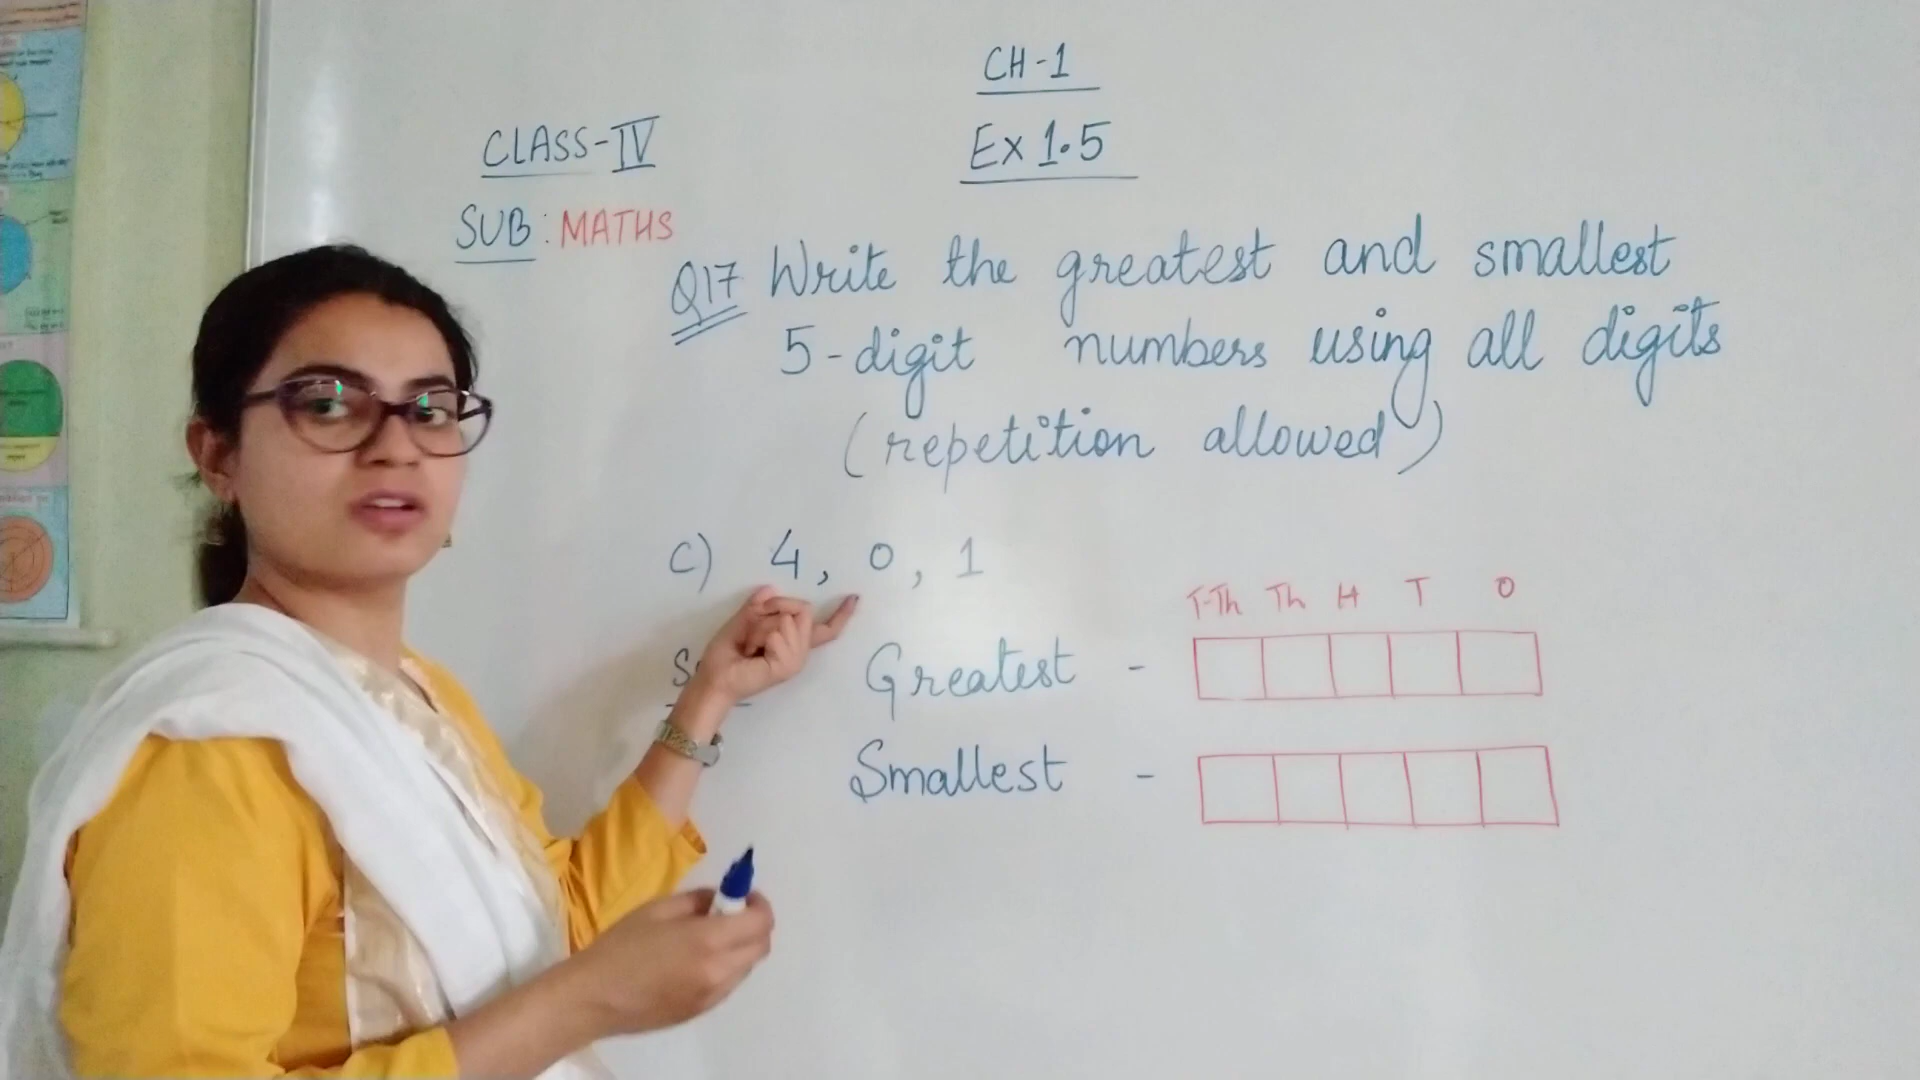 CH-1
CLASS-IV
Ex 1.5
SUB: MATHS
Q17 Write the greatest and smallest
5-digit numbers using all digits
(repetition allowed)
C) 4, 0, 1
T-Th Th H T O
Greatest -
Smallest -